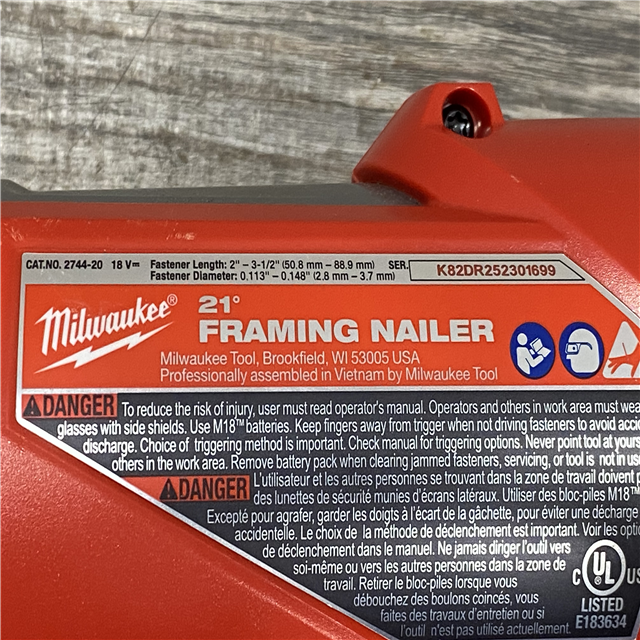 CAT.NO. 2744-20 18 V⎓ Fastener Length: 2" – 3-1/2" (50,8 mm – 88,9 mm) SER. K82DR252301699
Fastener Diameter: 0,113" – 0,148" (2.8 mm – 3.7 mm)
Milwaukee®
21°
FRAMING NAILER
Milwaukee Tool, Brookfield, WI 53005 USA
Professionally assembled in Vietnam by Milwaukee Tool
DANGER To reduce the risk of injury, user must read operator's manual. Operators and others in work area must
glasses with side shields. Use M18™ batteries. Keep fingers away from trigger when not driving fasteners to avoid
discharge. Choice of triggering method is important. Check manual for triggering options. Never point tool at
others in the work area. Remove battery pack when clearing jammed fasteners, servicing, or tool is not in
DANGER L'utilisateur et les autres personnes se trouvant dans la zone de travail doivent
des lunettes de sécurité munies d'écrans latéraux. Utiliser des bloc-piles M18™
Excepté pour agrafer, garder les doigts à l'écart de la gâchette, pour éviter une décharge
accidentelle. Le choix de la méthode de déclenchement est important. Voir les
de déclenchement dans le manuel. Ne jamais diriger l'outil vers
soi-même ou vers les autres personnes dans la zone de
travail. Retirer le bloc-piles lorsque vous
débouchez des boulons coincés, vous
faites des travaux d'entretien ou si
l'outil n'est pas utilisé actuellement.
C UL US
LISTED
E183634